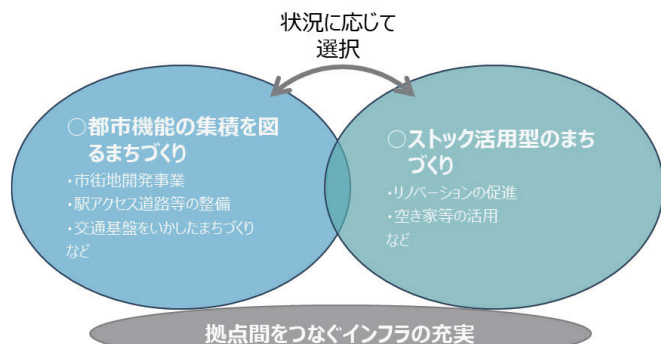 状況に応じて
選択
○都市機能の集積を図
るまちづくり
・市街地開発事業
・駅アクセス道路等の整備
・交通基盤をいかしたまちづくり
など
○ストック活用型のまち
づくり
・リノベーションの促進
・空き家等の活用
など
拠点間をつなぐインフラの充実